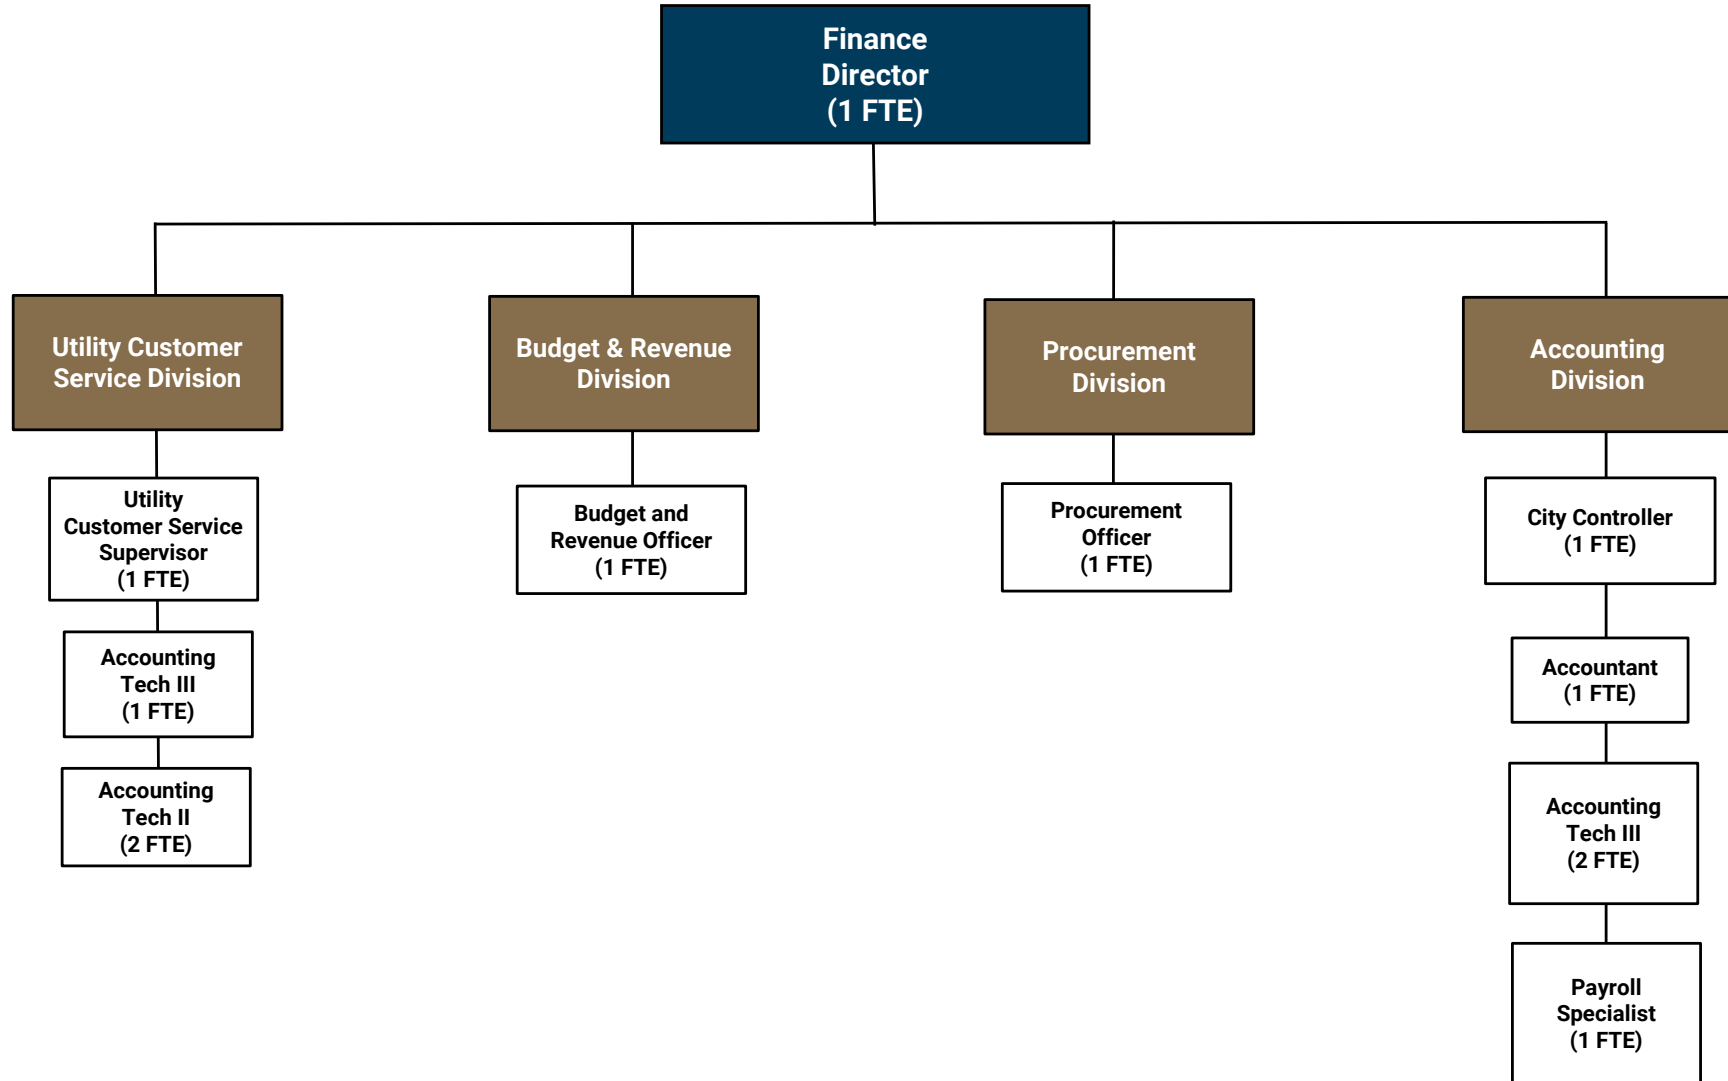 Finance
Director
(1 FTE)
Utility Customer
Service Division
Budget & Revenue
Division
Procurement
Division
Accounting
Division
Utility
Customer Service
Supervisor
(1 FTE)
Budget and
Revenue Officer
(1 FTE)
Procurement
Officer
(1 FTE)
City Controller
(1 FTE)
Accounting
Tech III
(1 FTE)
Accountant
(1 FTE)
Accounting
Tech II
(2 FTE)
Accounting
Tech III
(2 FTE)
Payroll
Specialist
(1 FTE)